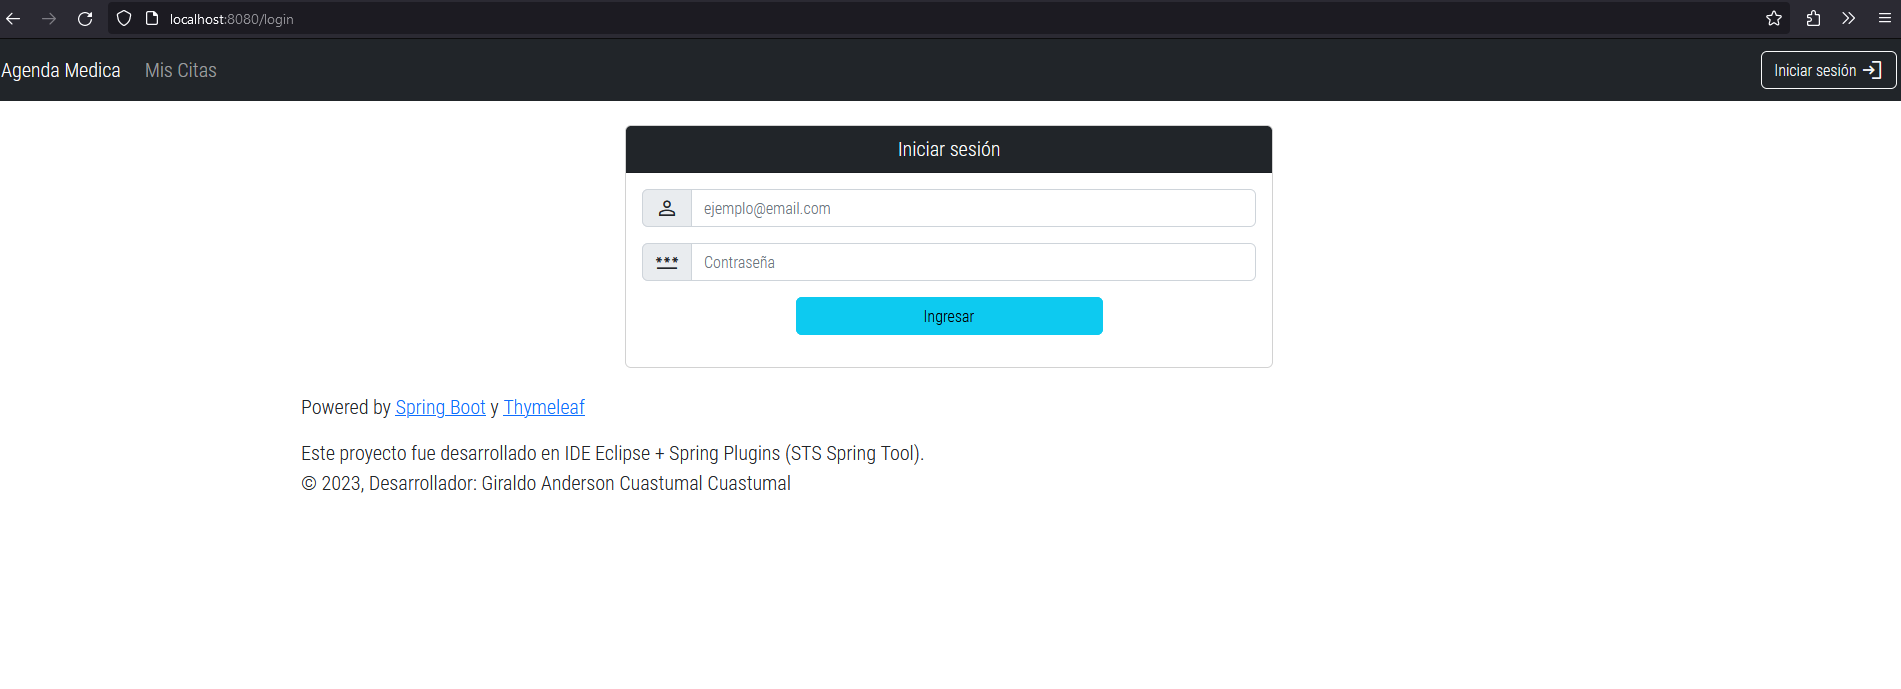 localhost:8080/login
Agenda Medica Mis Citas Iniciar sesión
Iniciar sesión
ejemplo@email.com
*** Contraseña
Ingresar
Powered by Spring Boot y Thymeleaf
Este proyecto fue desarrollado en IDE Eclipse + Spring Plugins (STS Spring Tool).
© 2023, Desarrollador: Giraldo Anderson Cuastumal Cuastumal